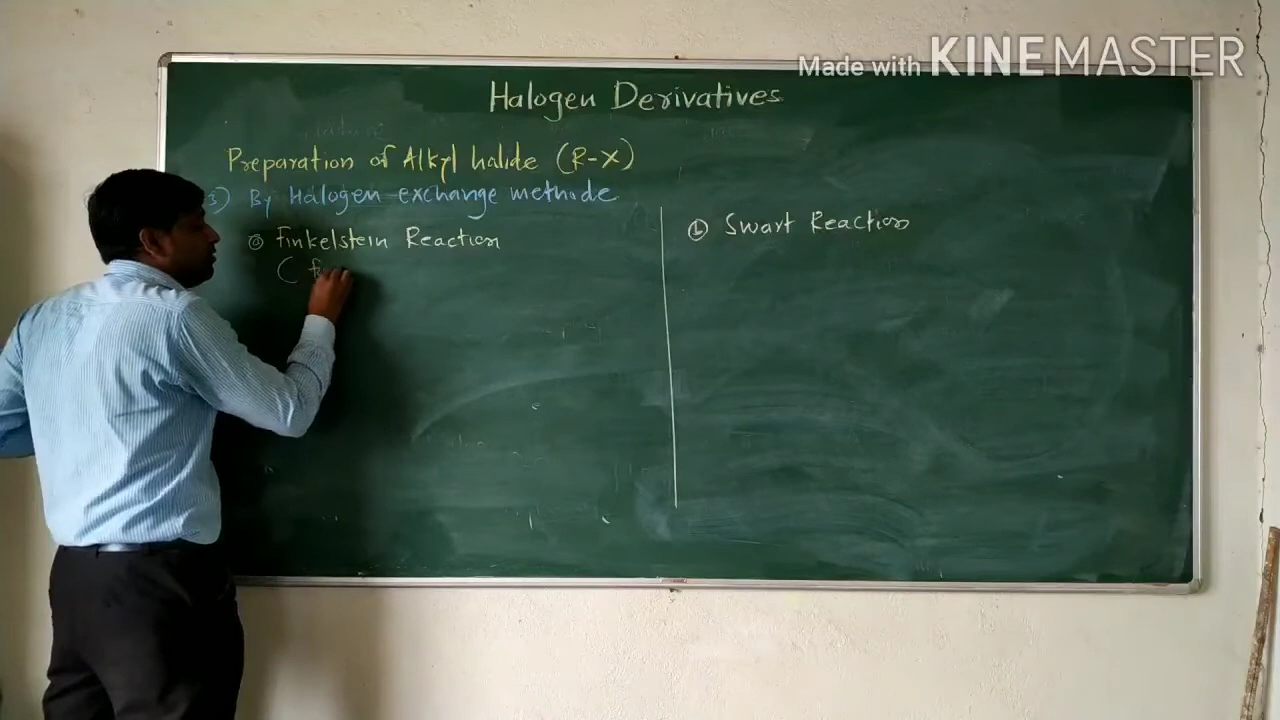 Made with KINEMASTER
Halogen Derivatives
Preparation of Alkyl halide (R-X)
3) By Halogen exchange methode
ⓐ Finkelstein Reaction
( f
ⓑ Swart Reaction